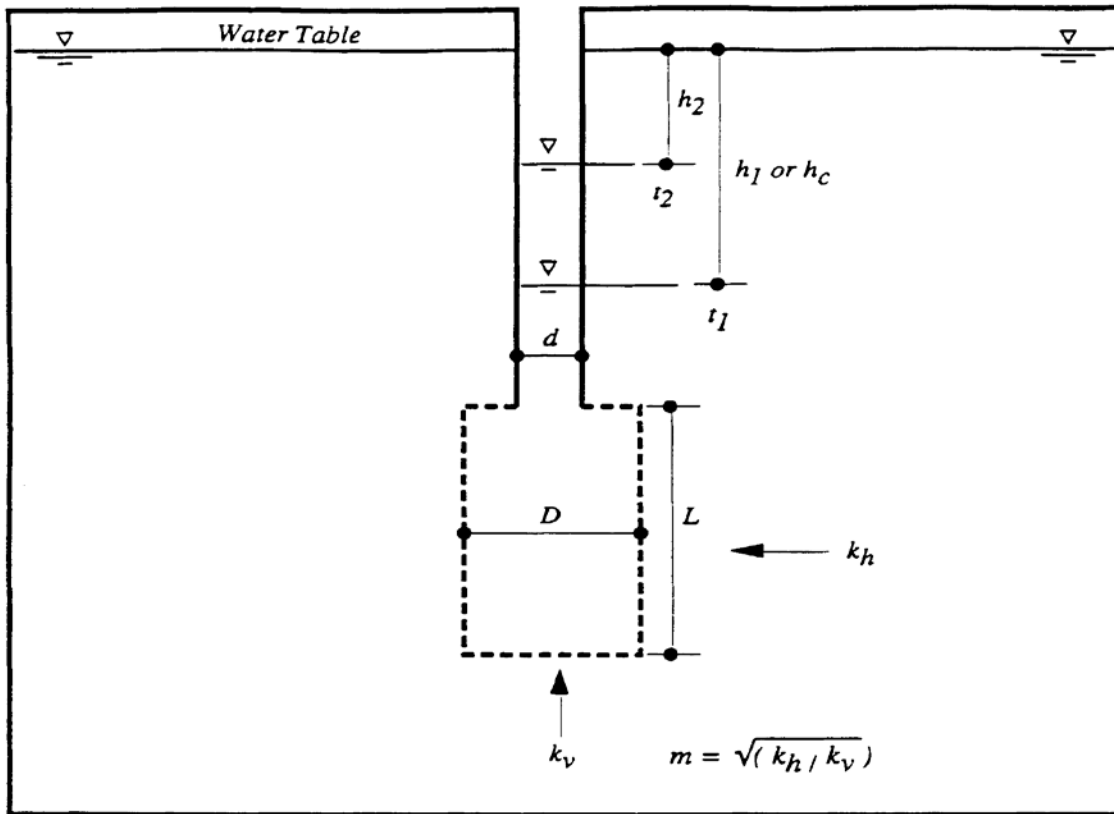 Water Table
h2
h1 or hc
t2
t1
d
D
L
kh
kv
m = √( kh / kv )